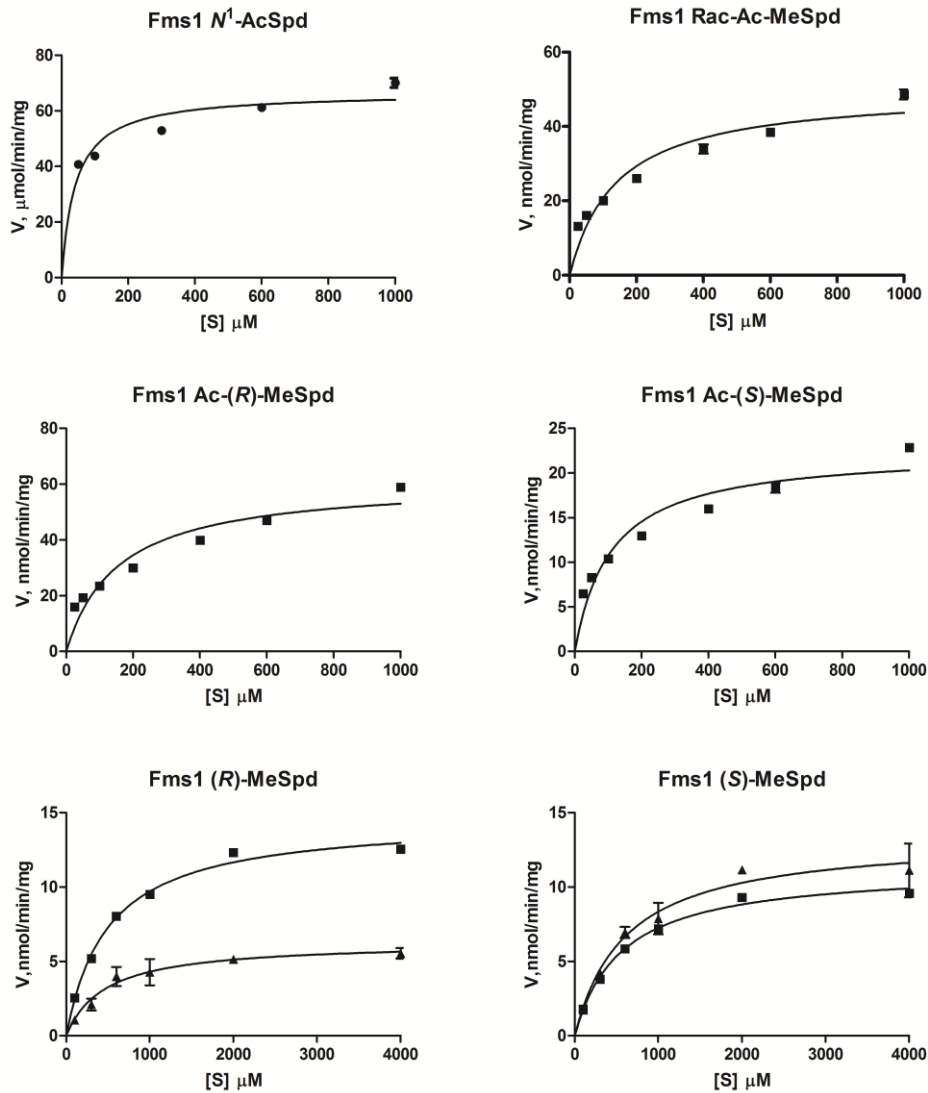 Fms1 N¹-AcSpd
V, μmol/min/mg
80
60
40
20
0
0 200 400 600 800 1000
[S] μM
Fms1 Rac-Ac-MeSpd
V, nmol/min/mg
60
40
20
0
0 200 400 600 800 1000
[S] μM
Fms1 Ac-(R)-MeSpd
V, nmol/min/mg
80
60
40
20
0
0 200 400 600 800 1000
[S] μM
Fms1 Ac-(S)-MeSpd
V,nmol/min/mg
25
20
15
10
5
0
0 200 400 600 800 1000
[S] μM
Fms1 (R)-MeSpd
V,nmol/min/mg
15
10
5
0
0 1000 2000 3000 4000
[S] μM
Fms1 (S)-MeSpd
V,nmol/min/mg
15
10
5
0
0 1000 2000 3000 4000
[S] μM